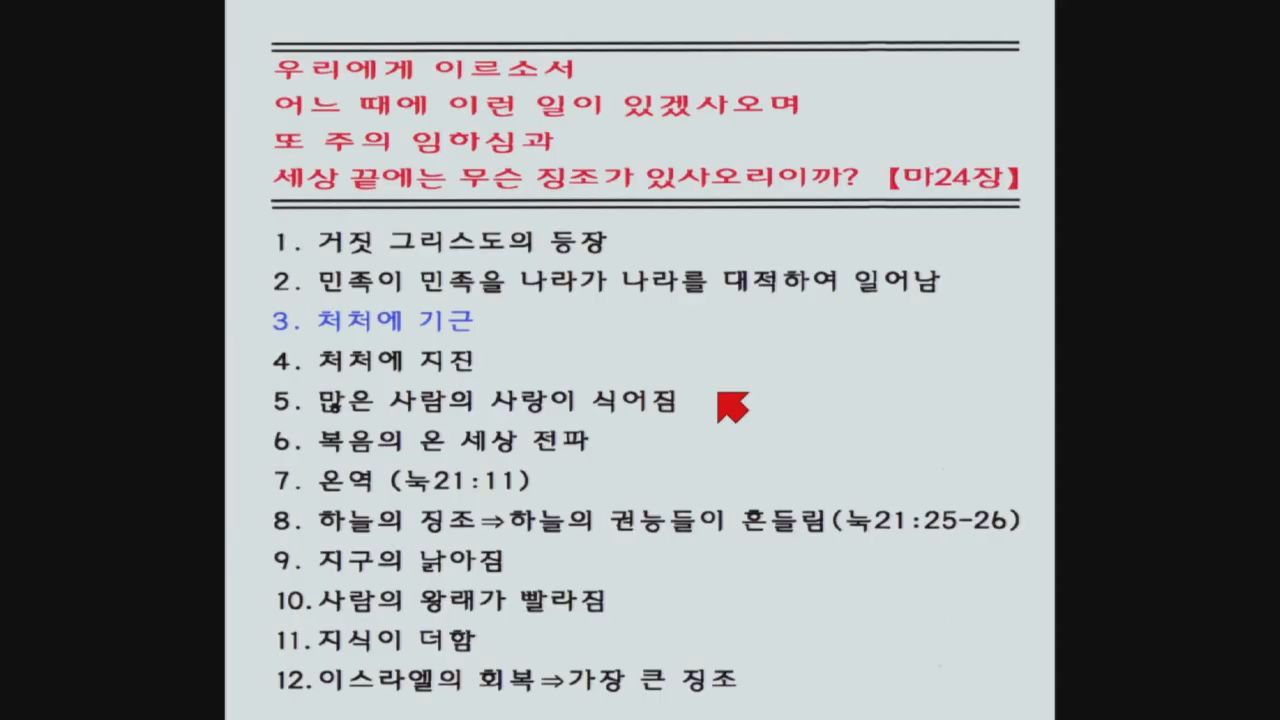 우리에게 이르소서
어느 때에 이런 일이 있겠사오며
또 주의 임하심과
세상 끝에는 무슨 징조가 있사오리이까? 【마24장】
1. 거짓 그리스도의 등장
2. 민족이 민족을 나라가 나라를 대적하여 일어남
3. 처처에 기근
4. 처처에 지진
5. 많은 사람의 사랑이 식어짐
6. 복음의 온 세상 전파
7. 온역 (눅21:11)
8. 하늘의 징조⇒하늘의 권능들이 흔들림(눅21:25-26)
9. 지구의 낡아짐
10.사람의 왕래가 빨라짐
11.지식이 더함
12.이스라엘의 회복⇒가장 큰 징조